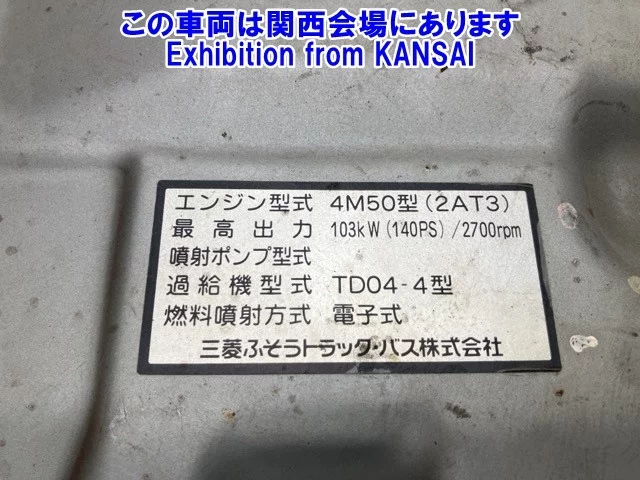 この車両は関西会場にあります
Exhibition from KANSAI
エンジン型式 4M50型(2AT3)
最高出力 103kW(140PS)/2700rpm
噴射ポンプ型式
過給機型式 TD04-4型
燃料噴射方式 電子式
三菱ふそうトラック・バス株式会社